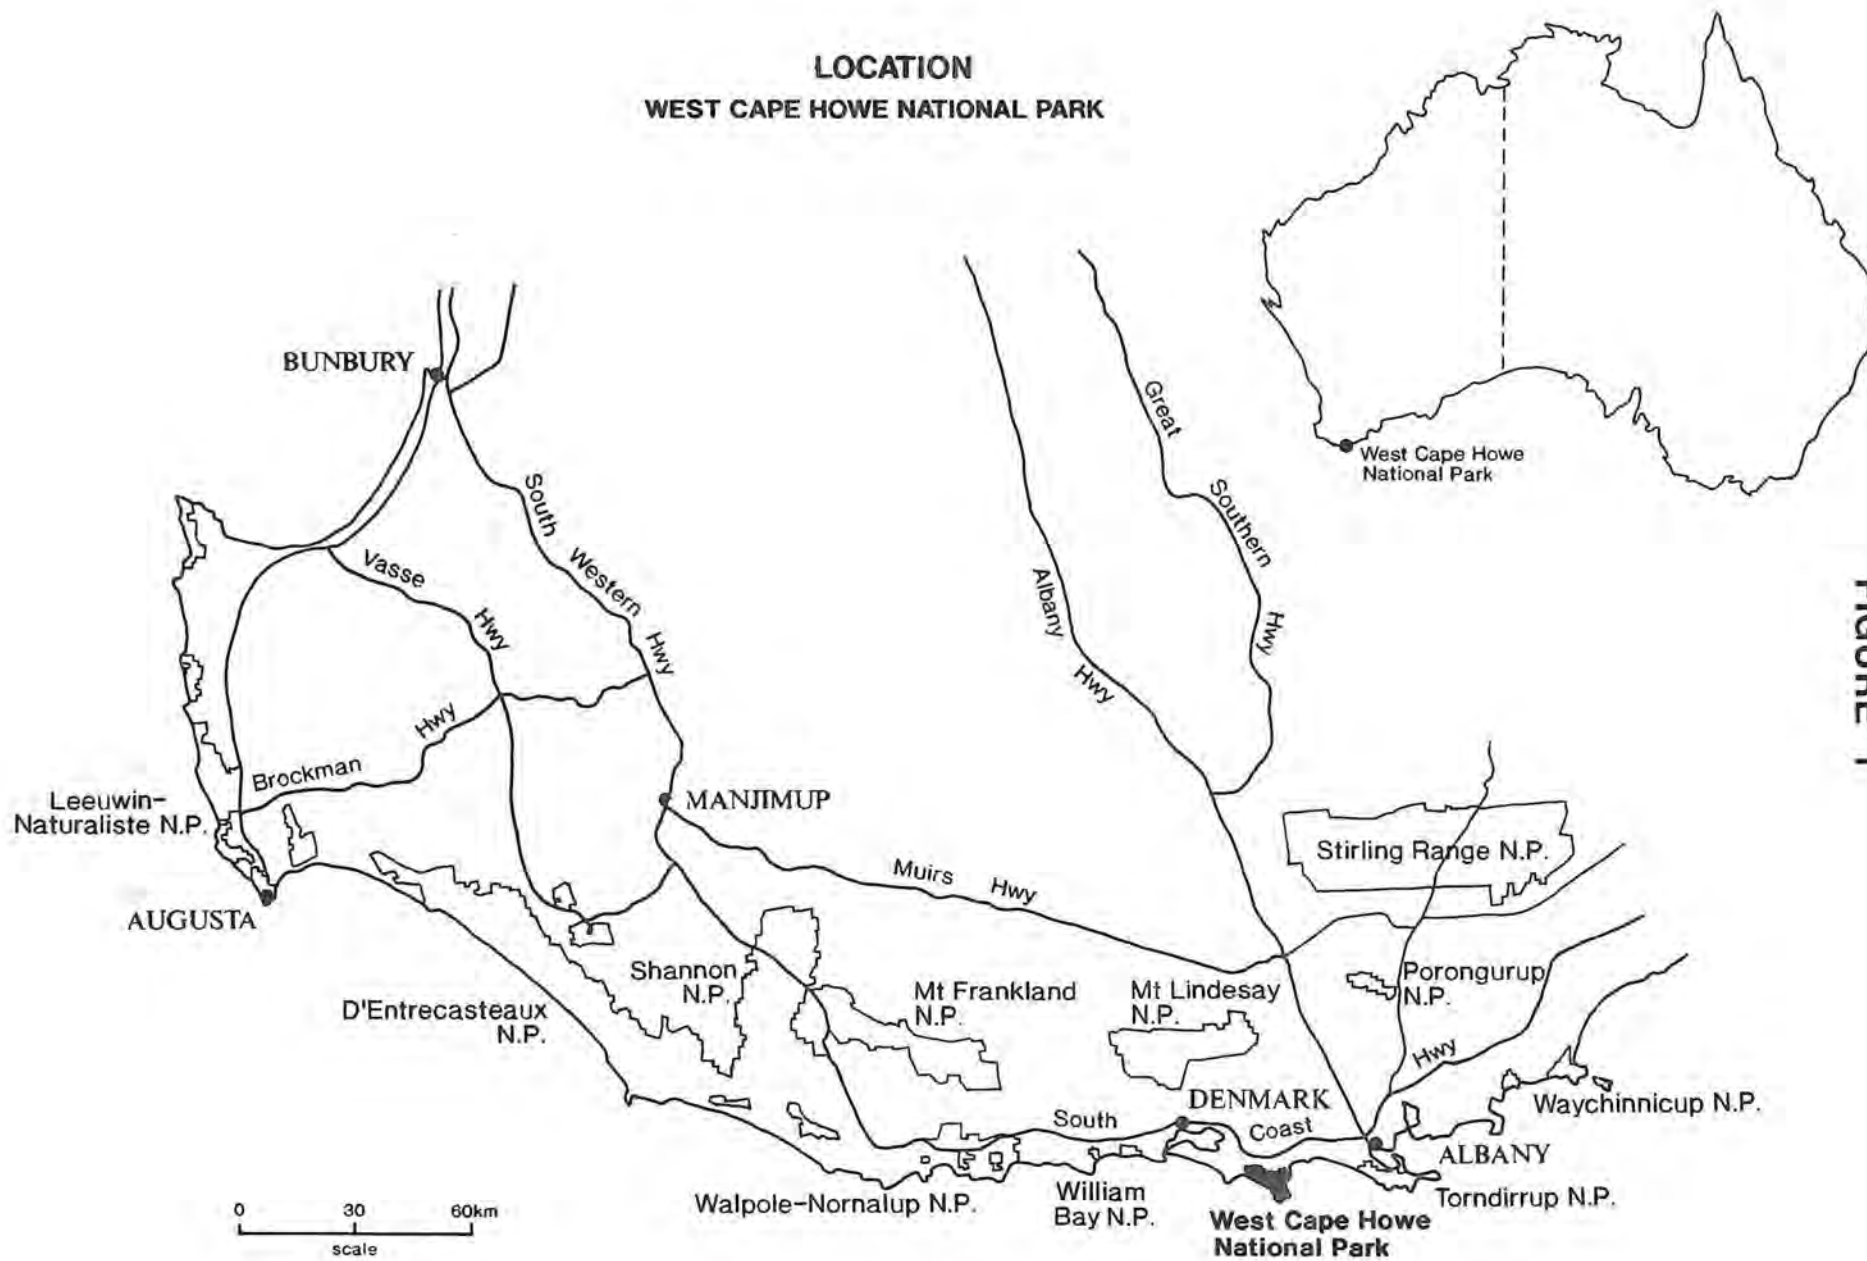 LOCATION
WEST CAPE HOWE NATIONAL PARK
West Cape Howe
National Park
FIGURE 1
BUNBURY
South
Western
Hwy
Vasse
Hwy
Great
Southern
Hwy
Albany
Hwy
Brockman
Hwy
Leeuwin-
Naturaliste N.P.
MANJIMUP
Muirs
Hwy
Stirling Range N.P.
AUGUSTA
D'Entrecasteaux
N.P.
Shannon
N.P.
Mt Frankland
N.P.
Mt Lindesay
N.P.
Porongurup
N.P.
Hwy
Waychinnicup N.P.
DENMARK
South
Coast
ALBANY
Walpole-Nornalup N.P.
William
Bay N.P.
West Cape Howe
National Park
Torndirrup N.P.
0 30 60km
scale